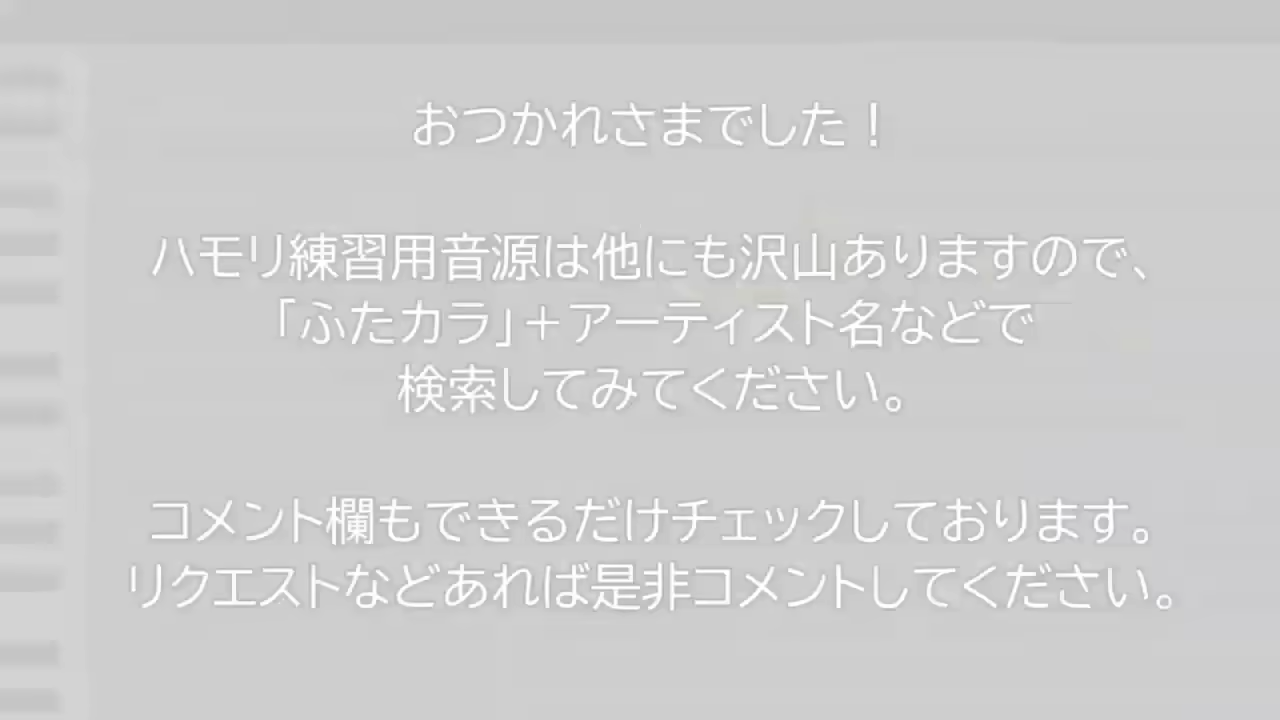 おつかれさまでした！
ハモリ練習用音源は他にも沢山ありますので、
「ふたカラ」＋アーティスト名などで
検索してみてください。
コメント欄もできるだけチェックしております。
リクエストなどあれば是非コメントしてください。